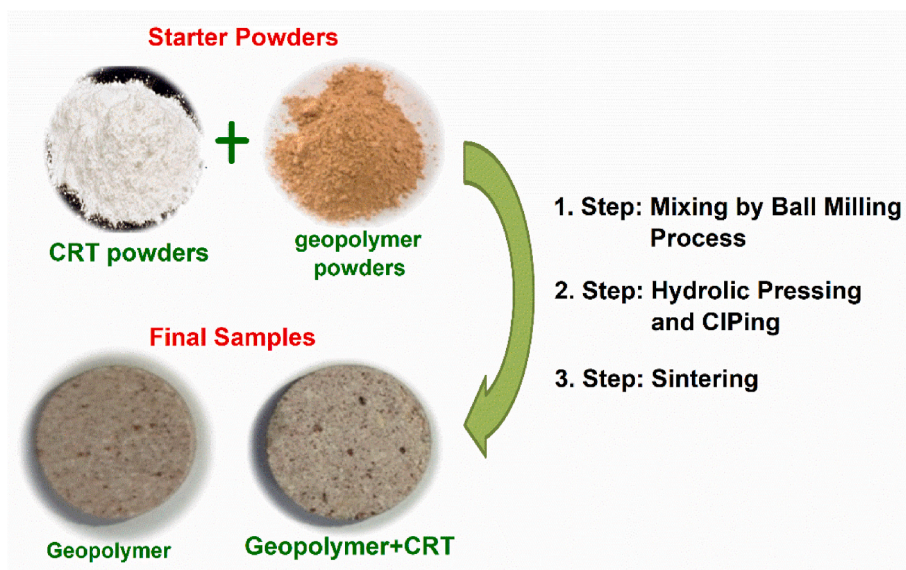 Starter Powders
+
CRT powders
geopolymer
powders
1. Step: Mixing by Ball Milling
Process
2. Step: Hydrolic Pressing
and CIPing
3. Step: Sintering
Final Samples
Geopolymer
Geopolymer+CRT